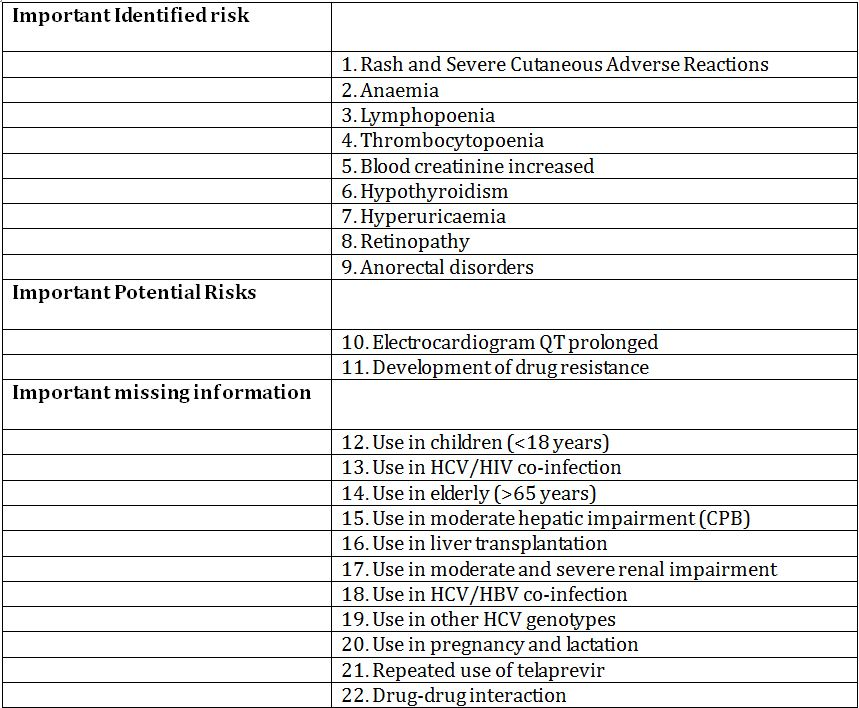 Important Identified risk
1. Rash and Severe Cutaneous Adverse Reactions
2. Anaemia
3. Lymphopoenia
4. Thrombocytopoenia
5. Blood creatinine increased
6. Hypothyroidism
7. Hyperuricaemia
8. Retinopathy
9. Anorectal disorders
Important Potential Risks
10. Electrocardiogram QT prolonged
11. Development of drug resistance
Important missing information
12. Use in children (<18 years)
13. Use in HCV/HIV co-infection
14. Use in elderly (>65 years)
15. Use in moderate hepatic impairment (CPB)
16. Use in liver transplantation
17. Use in moderate and severe renal impairment
18. Use in HCV/HBV co-infection
19. Use in other HCV genotypes
20. Use in pregnancy and lactation
21. Repeated use of telaprevir
22. Drug-drug interaction